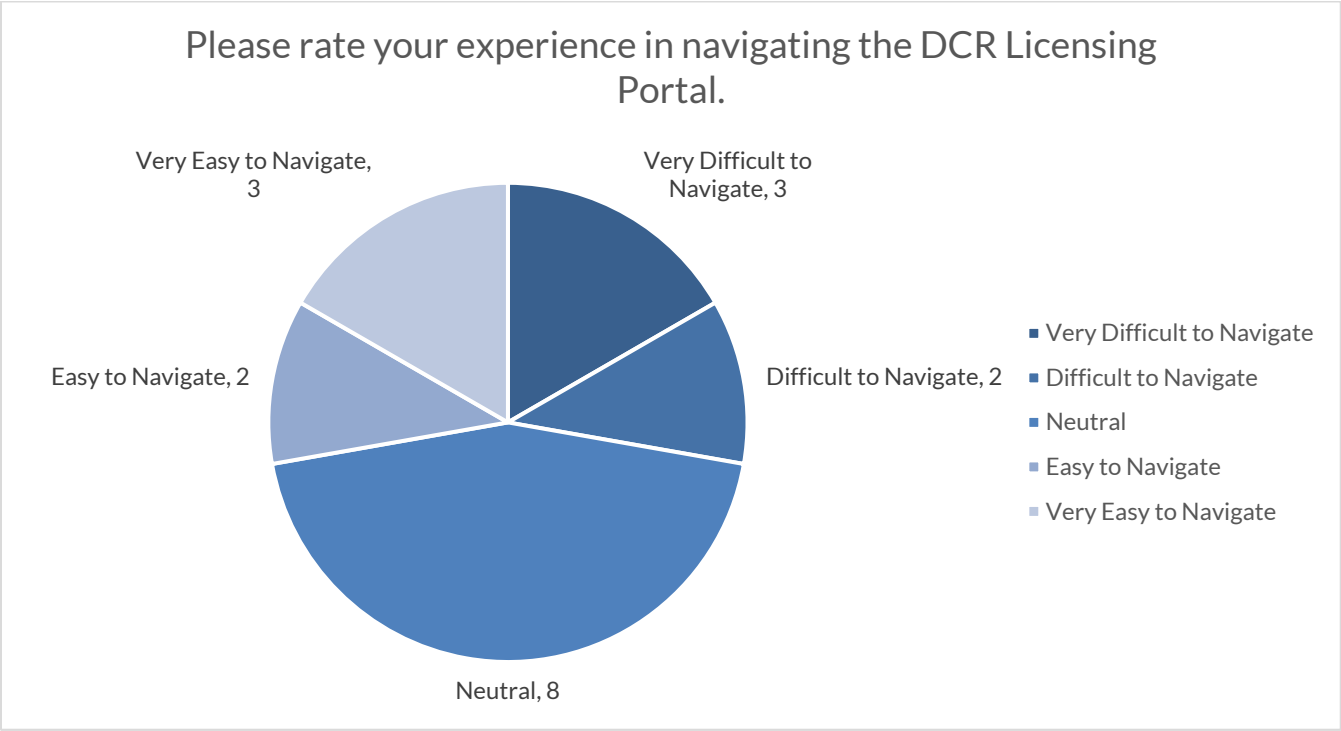 Please rate your experience in navigating the DCR Licensing
Portal.
Very Easy to Navigate,
3
Very Difficult to
Navigate, 3
Easy to Navigate, 2
Difficult to Navigate, 2
Neutral, 8
Very Difficult to Navigate
Difficult to Navigate
Neutral
Easy to Navigate
Very Easy to Navigate